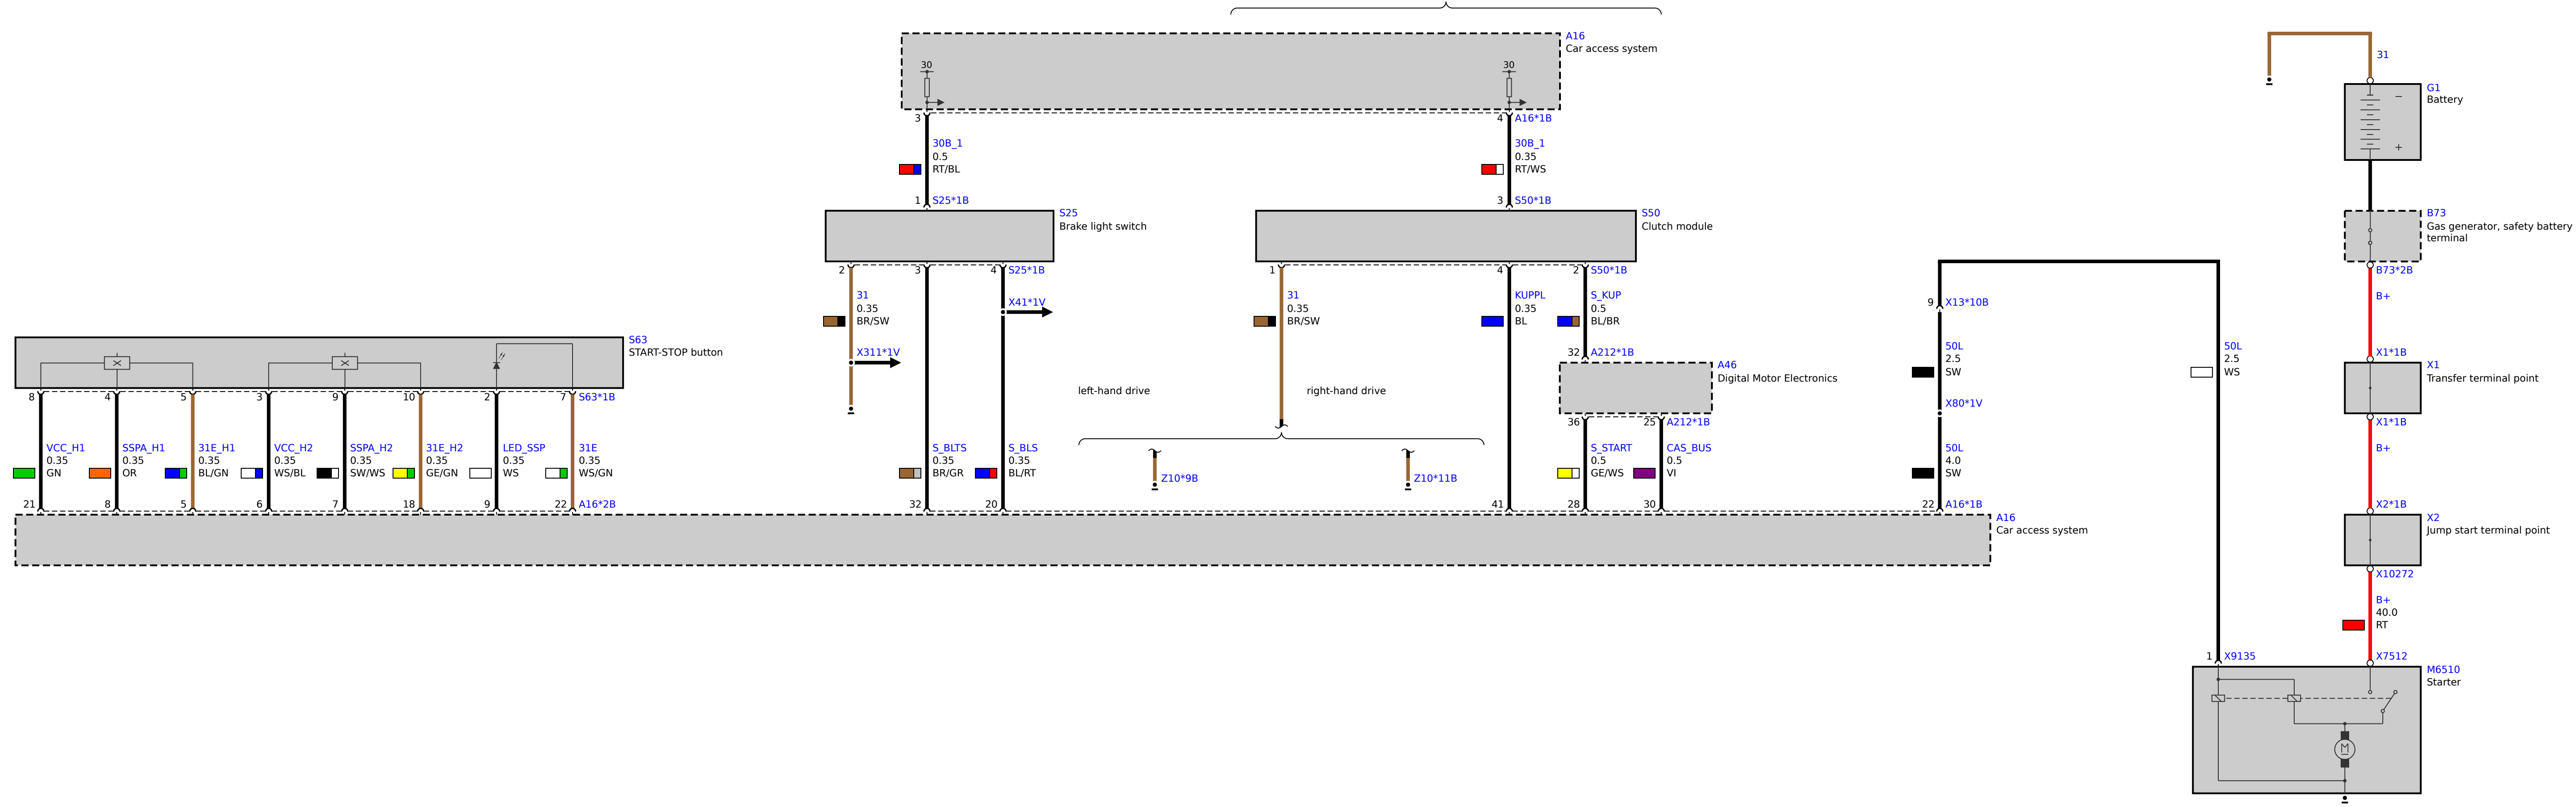 A16
Car access system
30
30
3
4
A16*1B
30B_1
0.5
RT/BL
30B_1
0.35
RT/WS
1
S25*1B
3
S50*1B
S25
Brake light switch
S50
Clutch module
2
3
4
S25*1B
1
4
2
S50*1B
31
0.35
BR/SW
X41*1V
X311*1V
31
0.35
BR/SW
KUPPL
0.35
BL
S_KUP
0.5
BL/BR
32
A212*1B
A46
Digital Motor Electronics
left-hand drive
right-hand drive
36
25
A212*1B
S63
START-STOP button
8
4
5
3
9
10
2
7
S63*1B
VCC_H1
0.35
GN
SSPA_H1
0.35
OR
31E_H1
0.35
BL/GN
VCC_H2
0.35
WS/BL
SSPA_H2
0.35
SW/WS
31E_H2
0.35
GE/GN
LED_SSP
0.35
WS
31E
0.35
WS/GN
S_BLTS
0.35
BR/GR
S_BLS
0.35
BL/RT
Z10*9B
Z10*11B
S_START
0.5
GE/WS
CAS_BUS
0.5
VI
21
8
5
6
7
18
9
22
A16*2B
32
20
41
28
30
22
A16*1B
A16
Car access system
9
X13*10B
50L
2.5
SW
X80*1V
50L
4.0
SW
50L
2.5
WS
1
X9135
31
G1
Battery
−
+
B73
Gas generator, safety battery
terminal
B73*2B
B+
X1*1B
X1
Transfer terminal point
X1*1B
B+
X2*1B
X2
Jump start terminal point
X10272
B+
40.0
RT
X7512
M6510
Starter
M